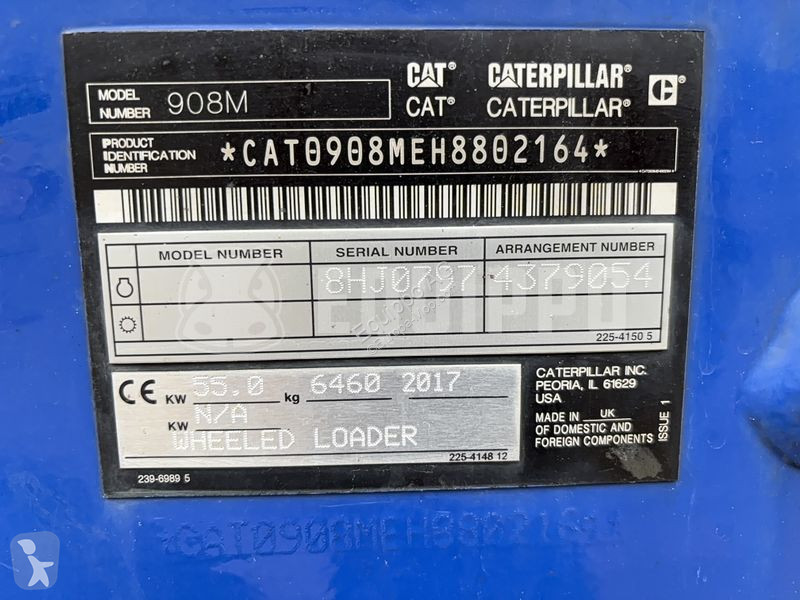 CAT® CATERPILLAR®
CAT® CATERPILLAR®
MODEL NUMBER 908M
PRODUCT IDENTIFICATION NUMBER *CAT0908MEH8802164*
MODEL NUMBER SERIAL NUMBER ARRANGEMENT NUMBER
8HJ0797 4379054
EQUIPPO
225-4150 5
CE KW 55.0 kg 6460 2017
KW N/A
WHEELED LOADER
225-4148 12
239-6989 5
CATERPILLAR INC.
PEORIA, IL 61629
USA
MADE IN UK
OF DOMESTIC AND
FOREIGN COMPONENTS
ISSUE 1
*CAT0908MEH8802164*